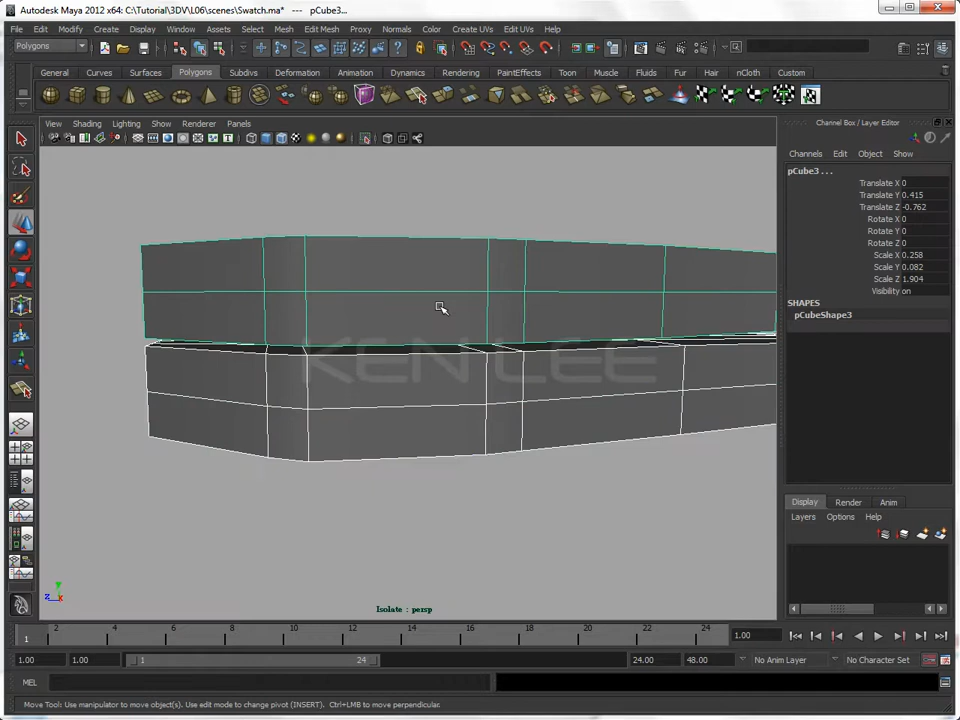 Autodesk Maya 2012 x64: C:\Tutorial\3DV\L06\scenes\Swatch.ma* --- pCube3...
File Edit Modify Create Display Window Assets Select Mesh Edit Mesh Proxy Normals Color Create UVs Edit UVs Help
Polygons
General Curves Surfaces Polygons Subdivs Deformation Animation Dynamics Rendering PaintEffects Toon Muscle Fluids Fur Hair nCloth Custom
View Shading Lighting Show Renderer Panels
Channel Box / Layer Editor
Channels Edit Object Show
pCube3 ...
Translate X 0
Translate Y 0.415
Translate Z -0.762
Rotate X 0
Rotate Y 0
Rotate Z 0
Scale X 0.258
Scale Y 0.082
Scale Z 1.904
Visibility on
SHAPES
pCubeShape3
KEN LEE
Display Render Anim
Layers Options Help
y
z x
Isolate : persp
1 2 4 6 8 10 12 14 16 18 20 22 24 1.00
1.00 1.00 1 24 24.00 48.00 No Anim Layer No Character Set
MEL
Move Tool: Use manipulator to move object(s). Use edit mode to change pivot (INSERT). Ctrl+LMB to move perpendicular.